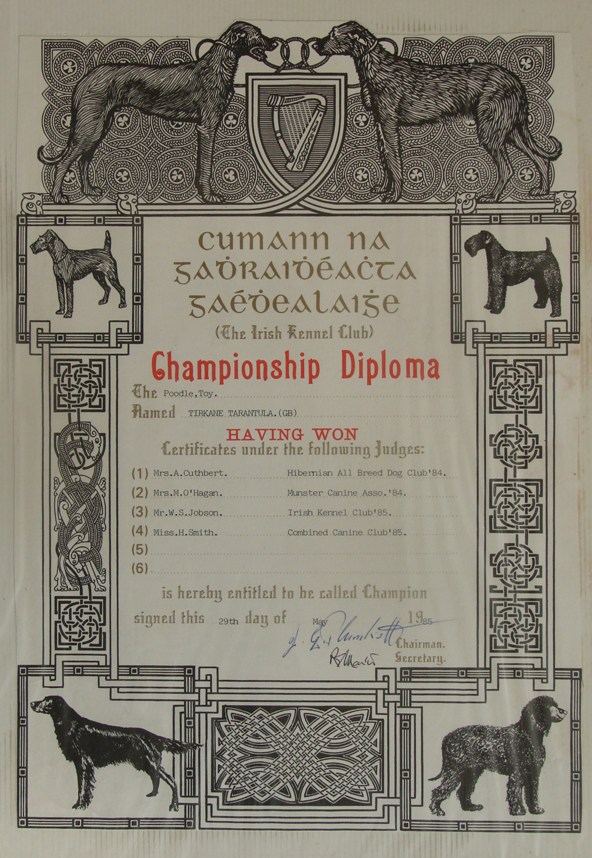 Cumann na
Gaḋraiḋéaċta
Gaéḋealaiġe
(The Irish Kennel Club)
Championship Diploma
The Poodle,Toy.
Named TIRKANE TARANTULA.(GB)
HAVING WON
Certificates under the following Judges:
(1) Mrs.A.Cuthbert. Hibernian All Breed Dog Club'84.
(2) Mrs.M.O'Hagan. Munster Canine Asso.'84.
(3) Mr.W.S.Jobson. Irish Kennel Club'85.
(4) Miss.H.Smith. Combined Canine Club'85.
(5)
(6)
is hereby entitled to be called Champion
signed this 29th day of May 1985
Chairman.
Secretary.